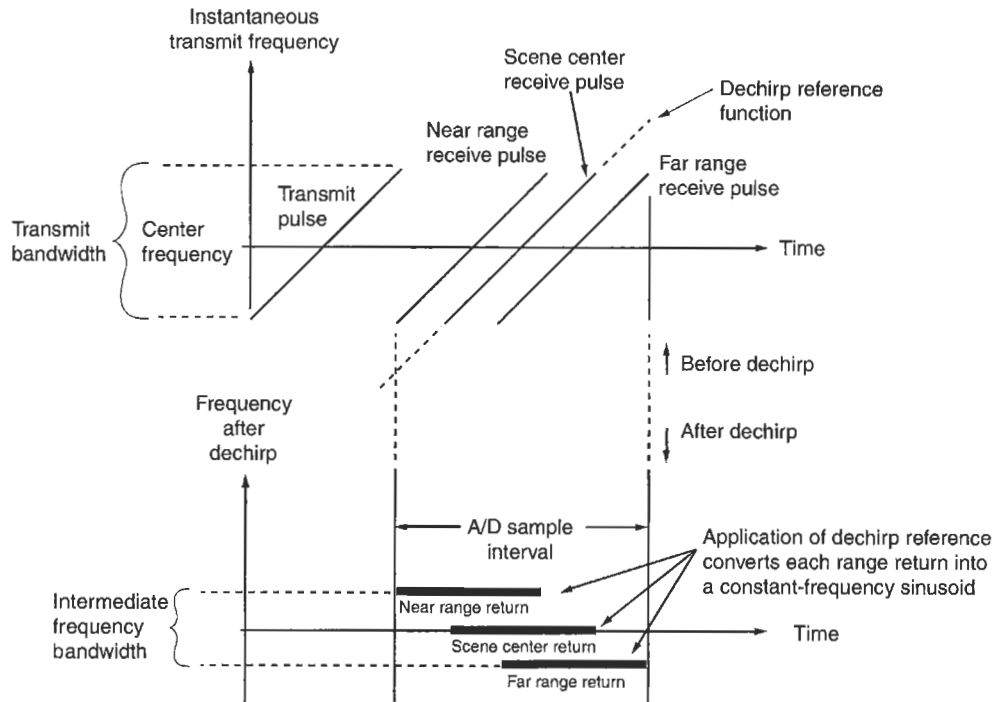 Instantaneous
transmit frequency
Scene center
receive pulse
Dechirp reference
function
Near range
receive pulse
Far range
receive pulse
Transmit
pulse
Transmit
bandwidth
Center
frequency
Time
Before dechirp
Frequency
after
dechirp
After dechirp
A/D sample
interval
Application of dechirp reference
converts each range return into
a constant-frequency sinusoid
Near range return
Intermediate
frequency
bandwidth
Time
Scene center return
Far range return